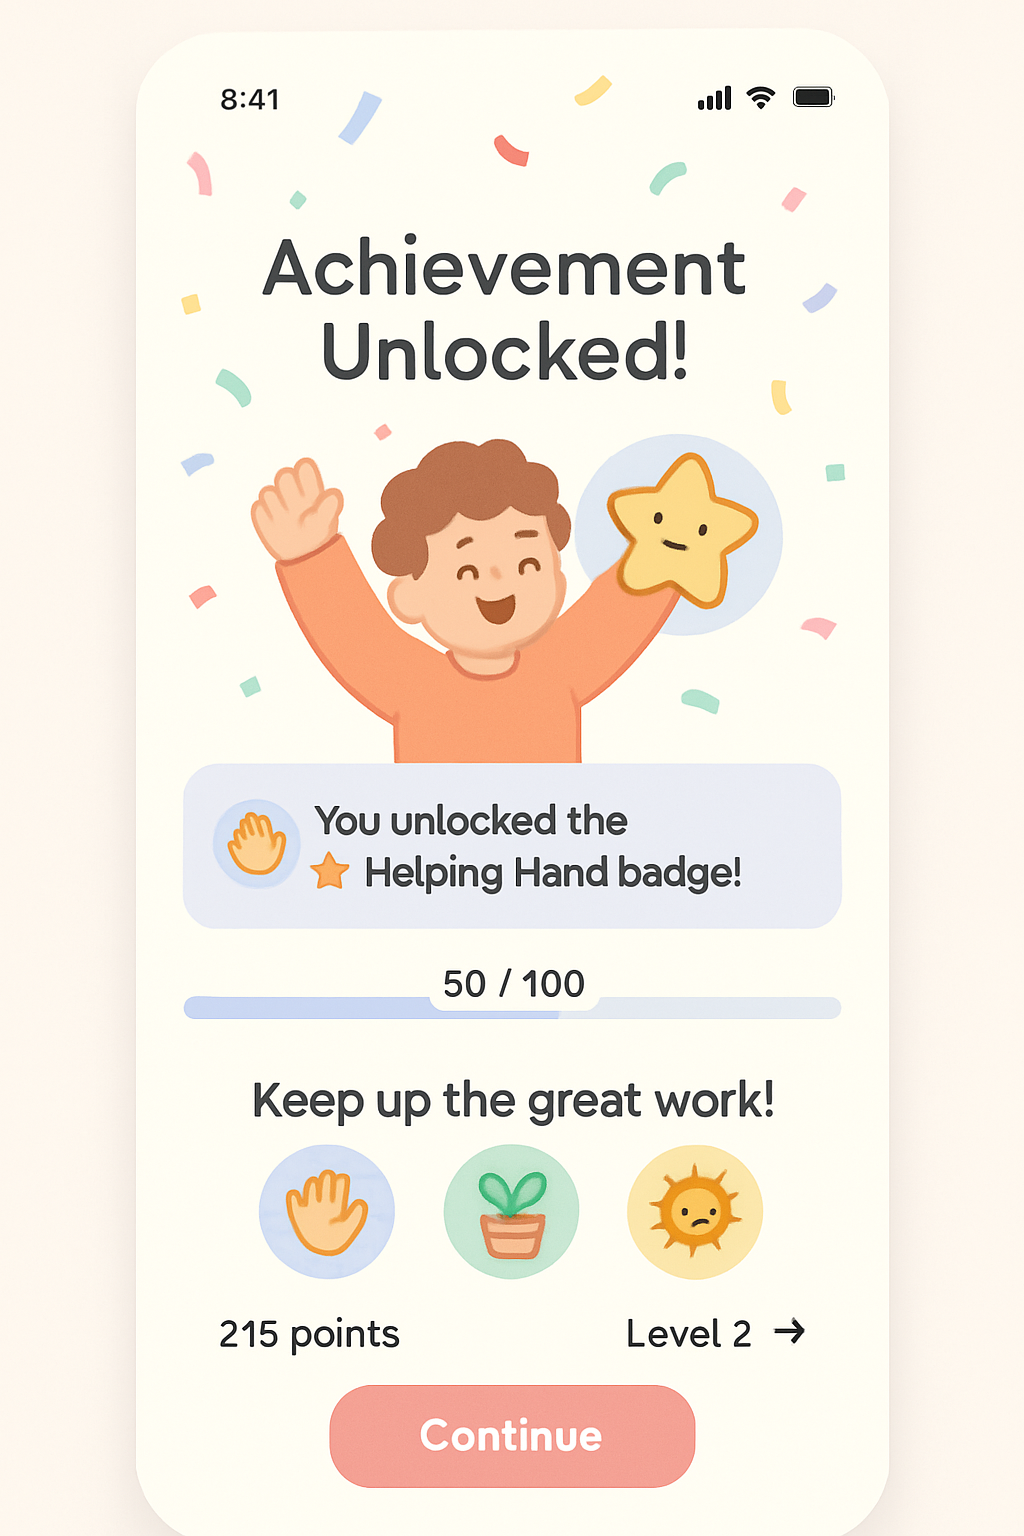 8:41
Achievement
Unlocked!
You unlocked the
Helping Hand badge!
50 / 100
Keep up the great work!
215 points
Level 2 →
Continue